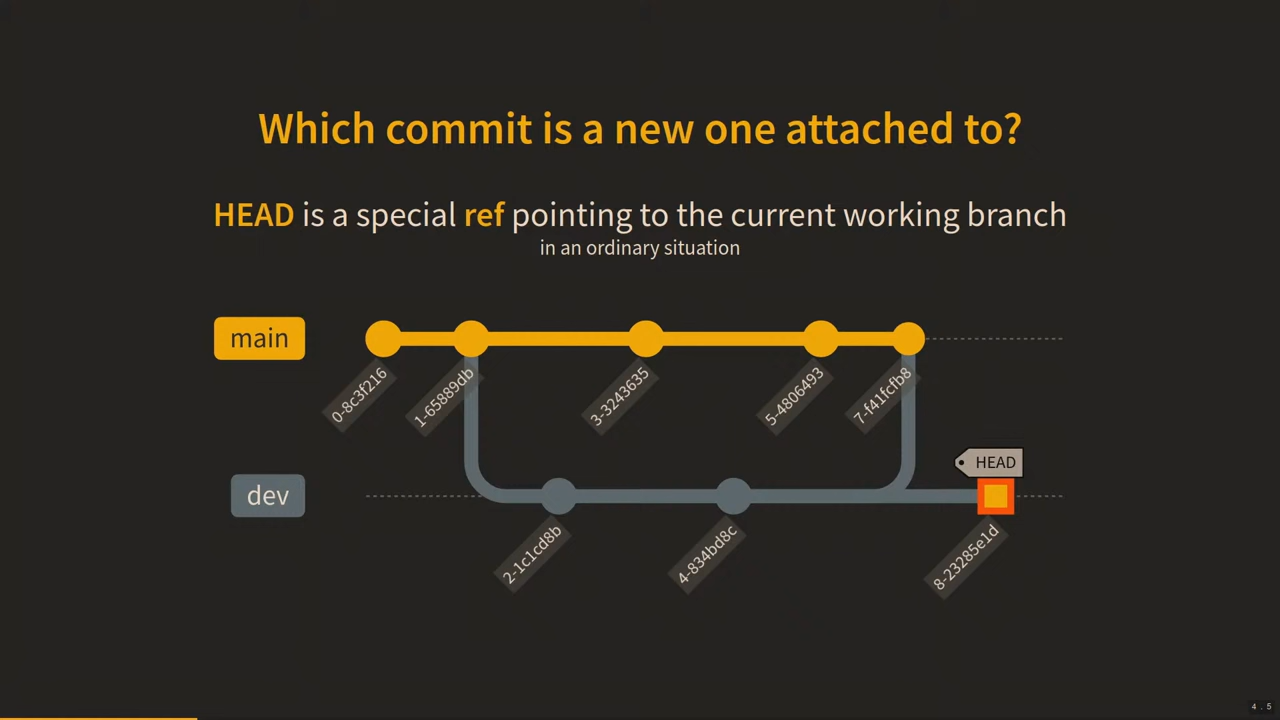 Which commit is a new one attached to?
HEAD is a special ref pointing to the current working branch
in an ordinary situation
main
0-8c3f216
1-65889db
3-3243635
5-4806493
7-f41fcfb8
HEAD
dev
2-1c1cd8b
4-834bd8c
8-23285e1d
4 . 5